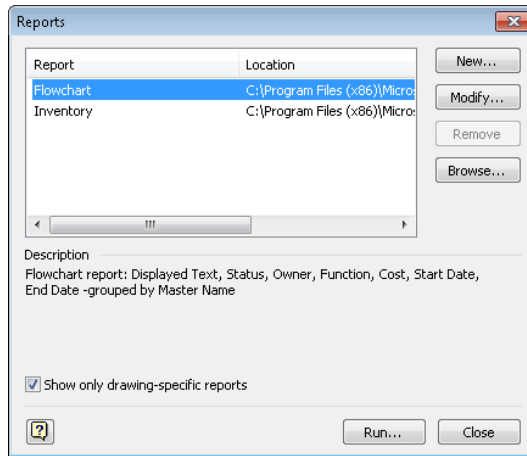 Reports
Report Location
Flowchart C:\Program Files (x86)\Micros
Inventory C:\Program Files (x86)\Micros
New...
Modify...
Remove
Browse...
Description
Flowchart report: Displayed Text, Status, Owner, Function, Cost, Start Date,
End Date -grouped by Master Name
Show only drawing-specific reports
Run... Close